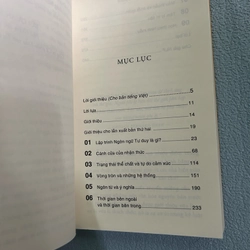 MỤC LỤC
Lời giới thiệu (Cho bản tiếng Việt) 5
Lời tựa 11
Giới thiệu 14
Giới thiệu cho lần xuất bản thứ hai 19
01 Lập trình Ngôn ngữ Tư duy là gì? 23
02 Cánh cửa của nhận thức 68
03 Trạng thái thể chất và tự do cảm xúc 114
04 Vòng tròn và những hệ thống 151
05 Ngôn từ và ý nghĩa 190
06 Thời gian bên ngoài
và thời gian bên trong 233